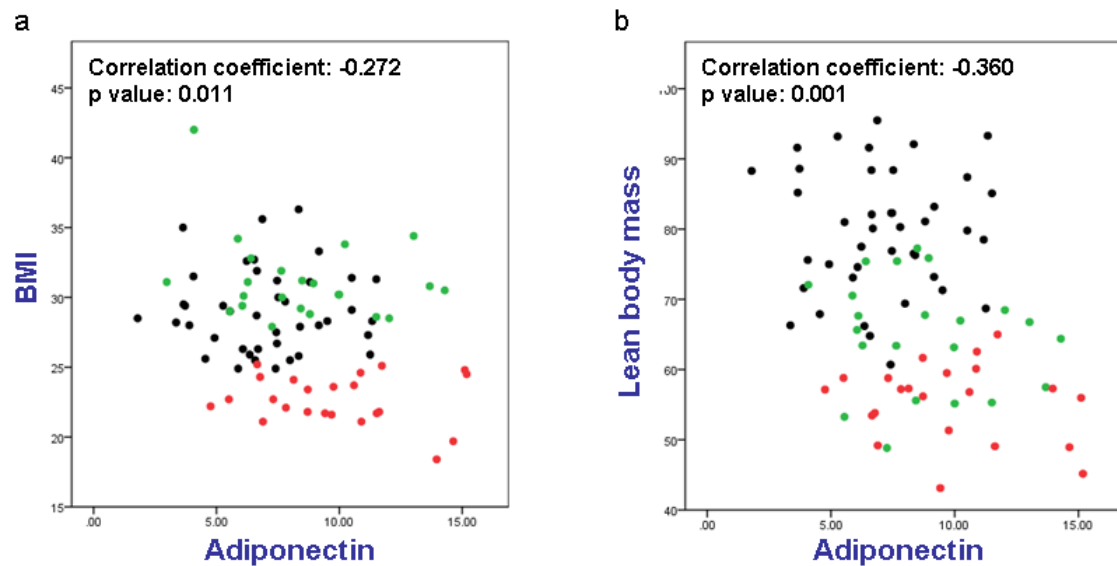 a
Correlation coefficient: -0.272
p value: 0.011
45
40
35
30
25
20
15
BMI
.00
5.00
10.00
15.00
Adiponectin
b
Correlation coefficient: -0.360
p value: 0.001
90
80
70
60
50
40
Lean body mass
.00
5.00
10.00
15.00
Adiponectin